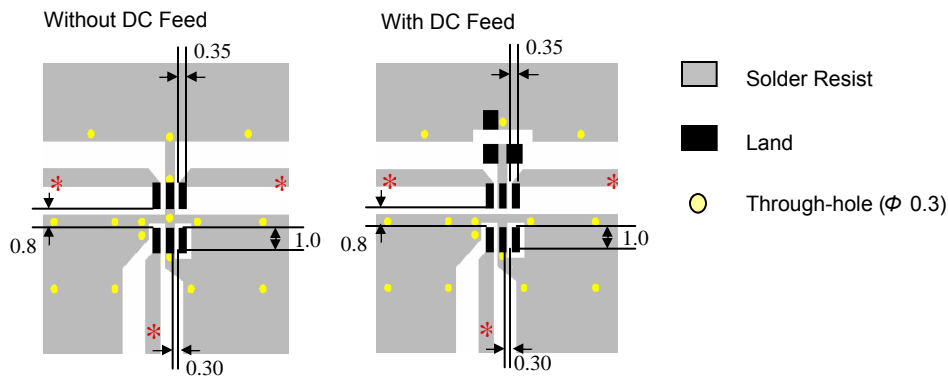 Without DC Feed
0.35
*
*
0.8
1.0
*
0.30
With DC Feed
0.35
*
*
0.8
1.0
*
0.30
Solder Resist
Land
Through-hole (Φ 0.3)